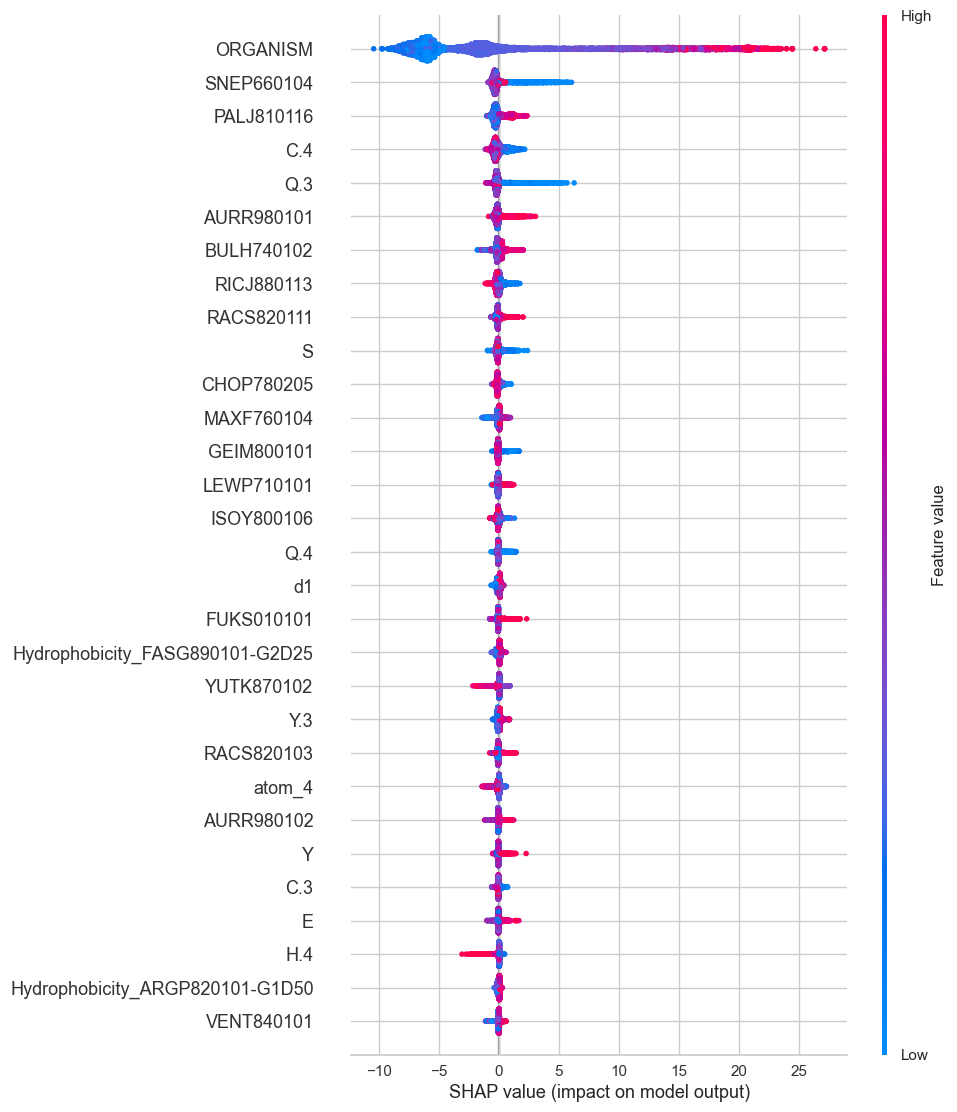 High
ORGANISM
SNEP660104
PALJ810116
C.4
Q.3
AURR980101
BULH740102
RICJ880113
RACS820111
S
CHOP780205
MAXF760104
GEIM800101
LEWP710101
ISOY800106
Q.4
d1
FUKS010101
Hydrophobicity_FASG890101-G2D25
YUTK870102
Y.3
RACS820103
atom_4
AURR980102
Y
C.3
E
H.4
Hydrophobicity_ARGP820101-G1D50
VENT840101
Feature value
Low
−10 −5 0 5 10 15 20 25
SHAP value (impact on model output)